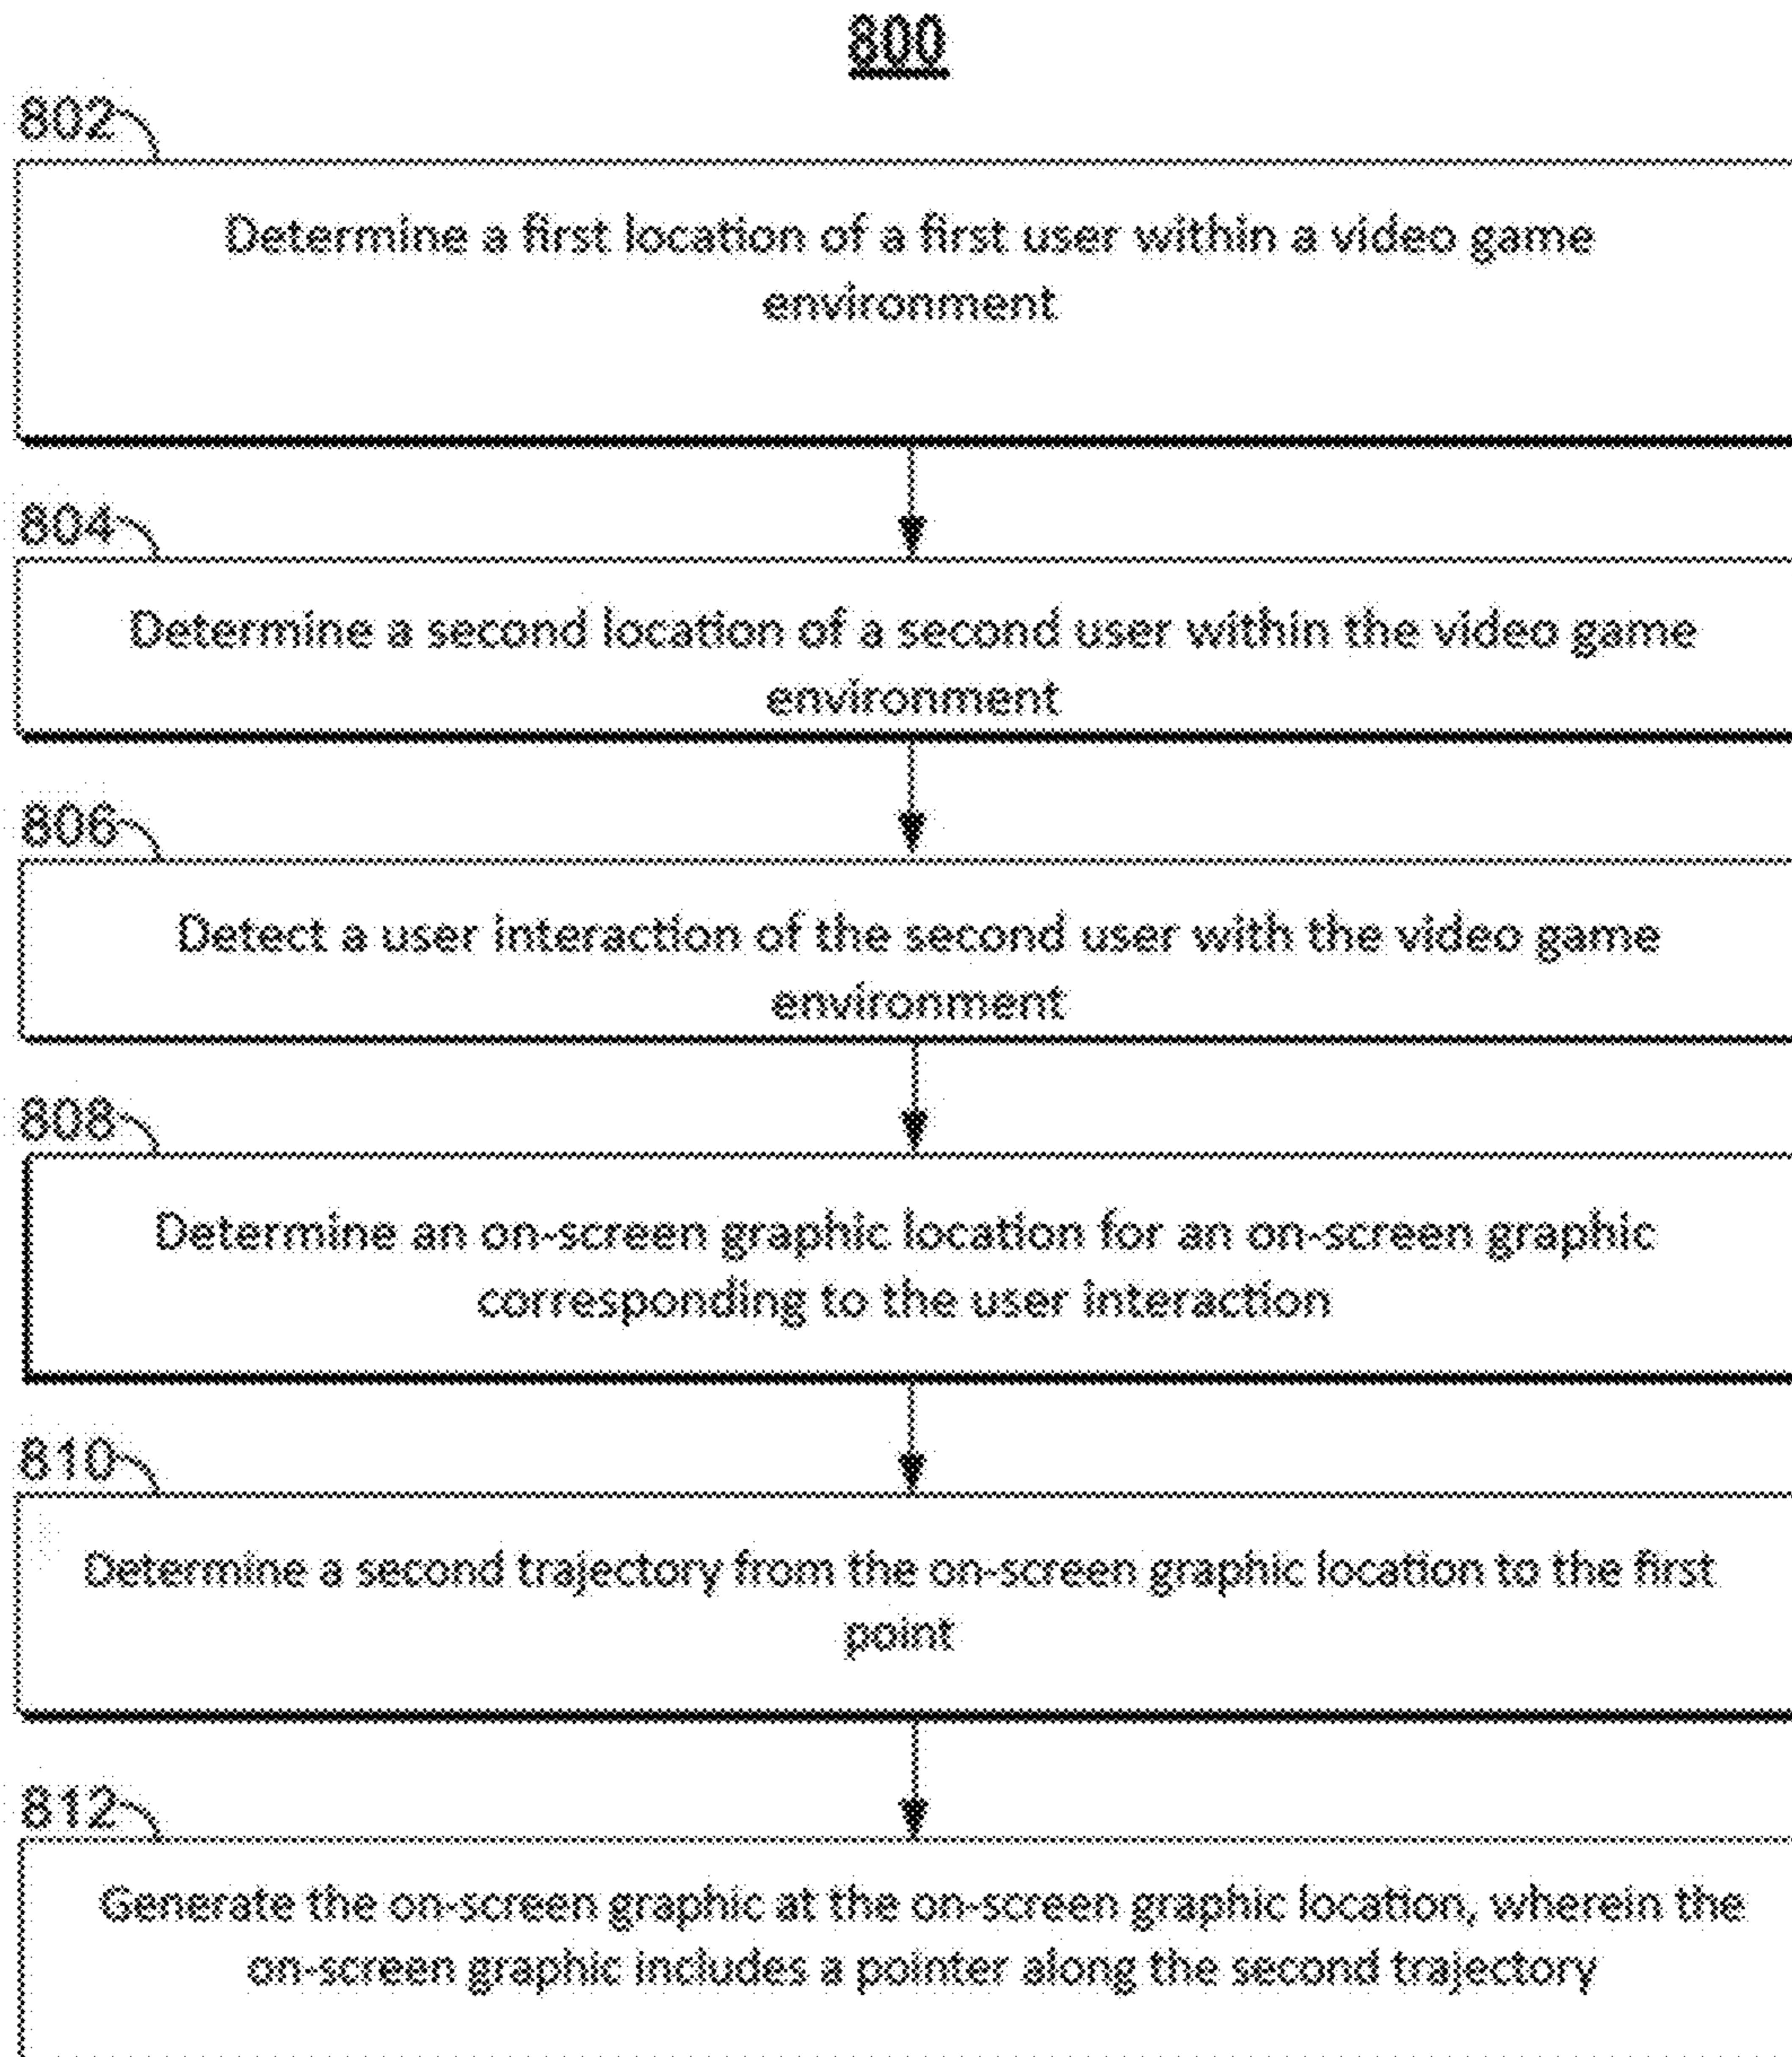 800
802
Determine a first location of a first user within a video game
environment
804
Determine a second location of a second user within the video game
environment
806
Detect a user interaction of the second user with the video game
environment
808
Determine an on-screen graphic location for an on-screen graphic
corresponding to the user interaction
810
Determine a second trajectory from the on-screen graphic location to the first
point
812
Generate the on-screen graphic at the on-screen graphic location, wherein the
on-screen graphic includes a pointer along the second trajectory